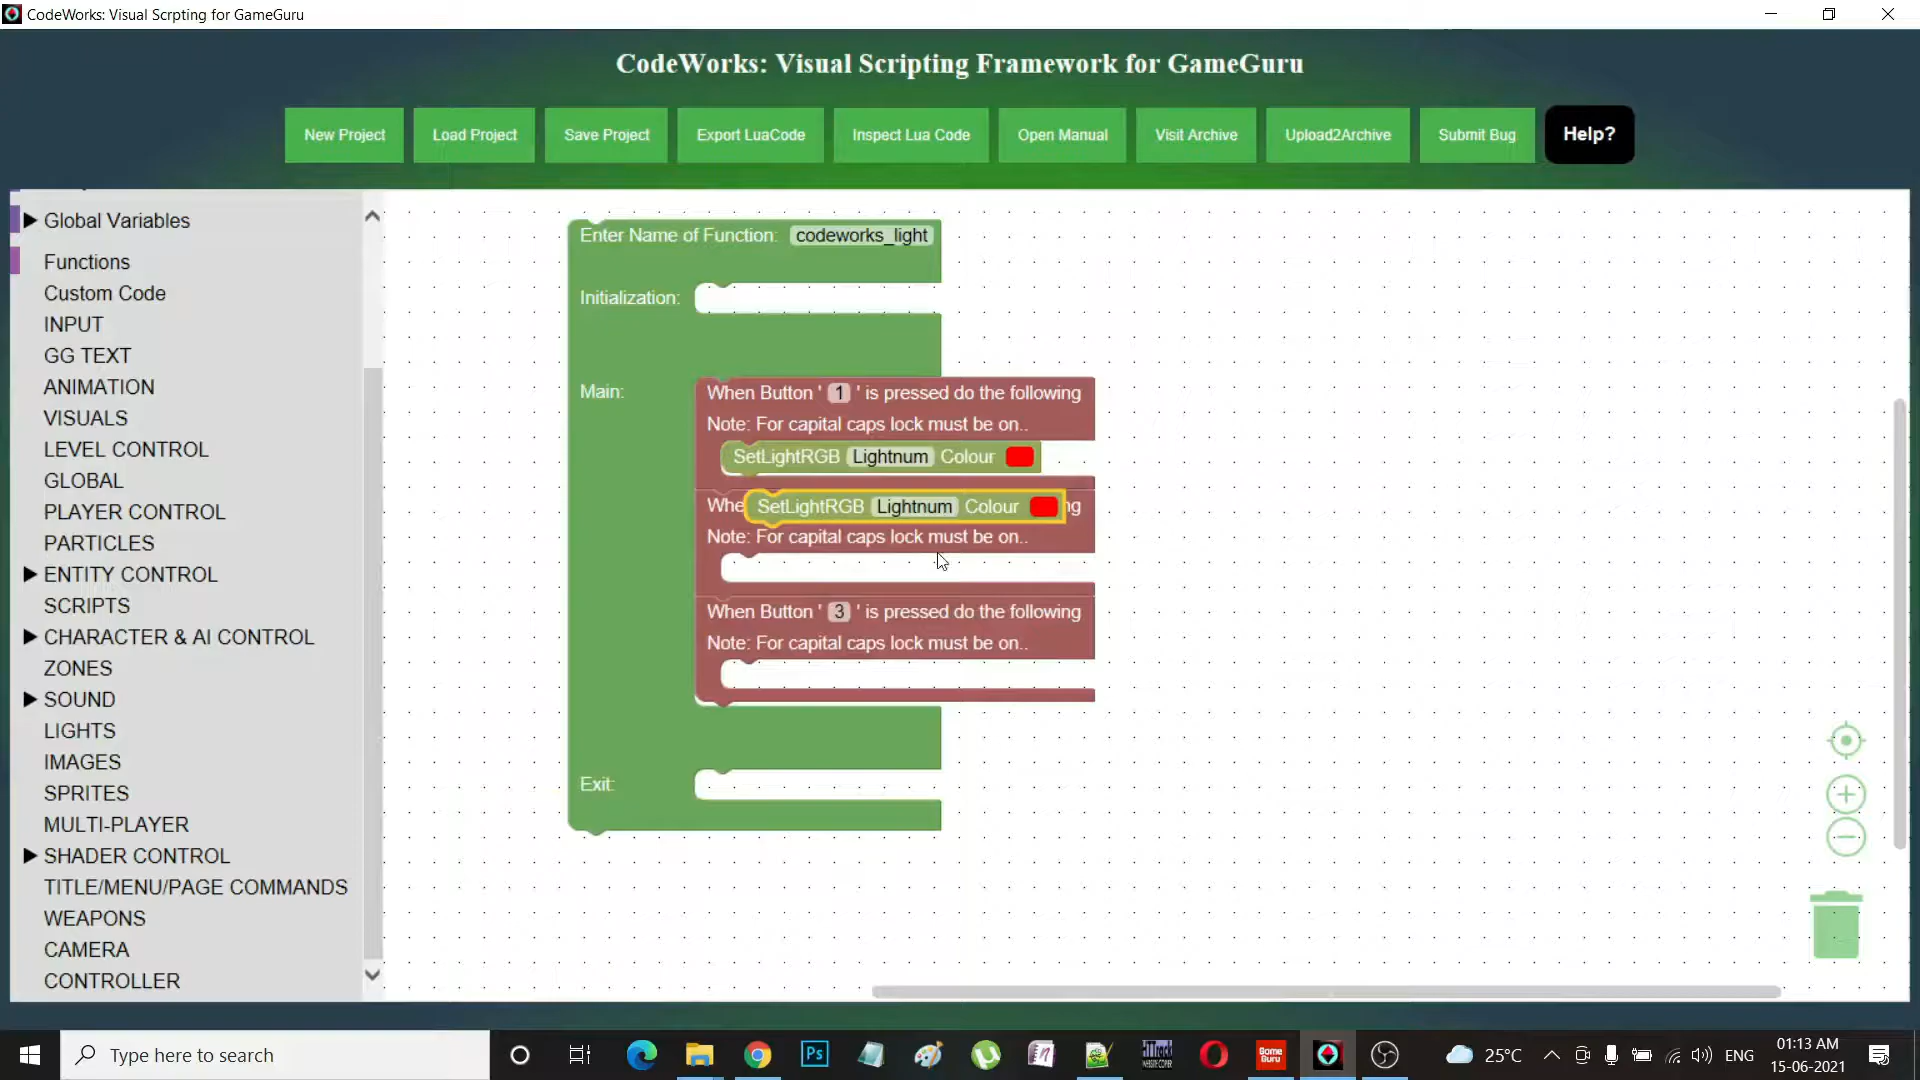 CodeWorks: Visual Scrpting for GameGuru
CodeWorks: Visual Scripting Framework for GameGuru
New Project
Load Project
Save Project
Export LuaCode
Inspect Lua Code
Open Manual
Visit Archive
Upload2Archive
Submit Bug
Help?
Global Variables
Functions
Custom Code
INPUT
GG TEXT
ANIMATION
VISUALS
LEVEL CONTROL
GLOBAL
PLAYER CONTROL
PARTICLES
ENTITY CONTROL
SCRIPTS
CHARACTER & AI CONTROL
ZONES
SOUND
LIGHTS
IMAGES
SPRITES
MULTI-PLAYER
SHADER CONTROL
TITLE/MENU/PAGE COMMANDS
WEAPONS
CAMERA
CONTROLLER
Enter Name of Function: codeworks_light
Initialization:
Main:
When Button ' 1 ' is pressed do the following
Note: For capital caps lock must be on..
SetLightRGB Lightnum Colour
Whe SetLightRGB Lightnum Colour ng
Note: For capital caps lock must be on..
When Button ' 3 ' is pressed do the following
Note: For capital caps lock must be on..
Exit:
Type here to search
Ps
25°C
ENG
01:13 AM
15-06-2021